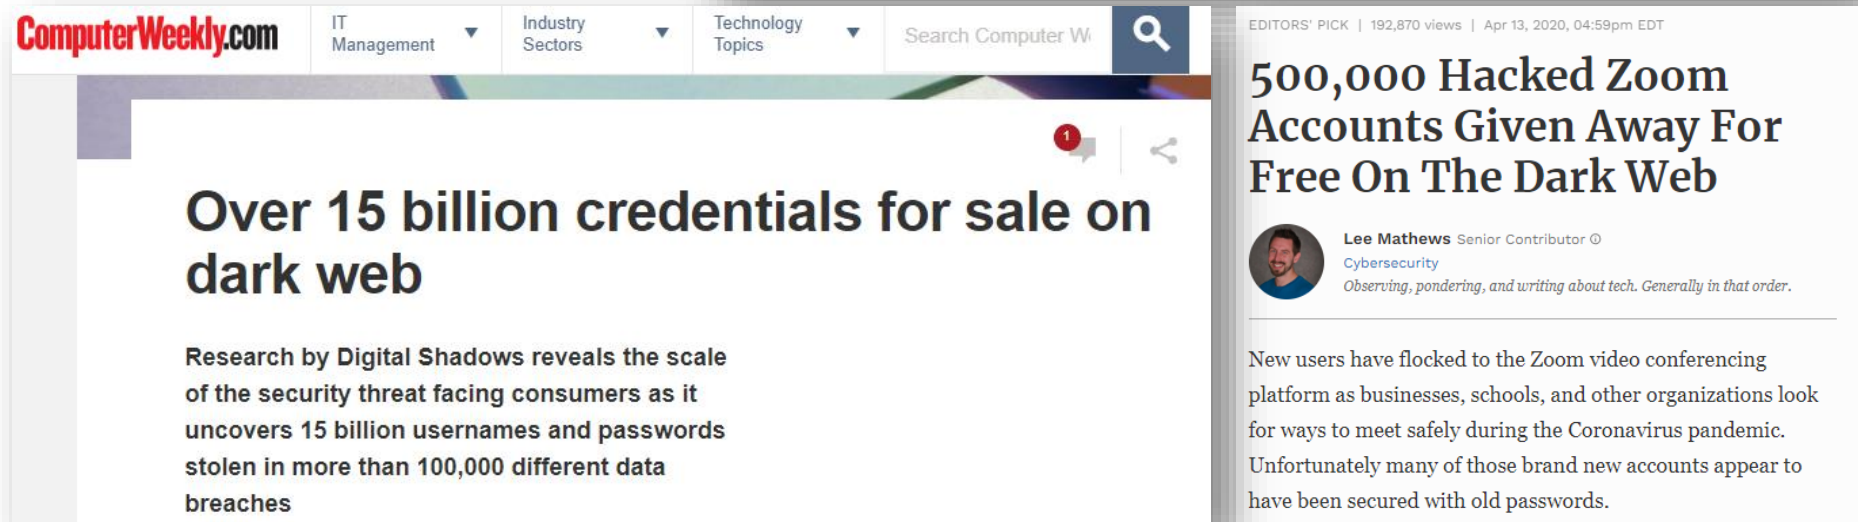 ComputerWeekly.com
IT
Management
Industry
Sectors
Technology
Topics
Search Computer W
1
Over 15 billion credentials for sale on
dark web
Research by Digital Shadows reveals the scale
of the security threat facing consumers as it
uncovers 15 billion usernames and passwords
stolen in more than 100,000 different data
breaches
EDITORS' PICK | 192,870 views | Apr 13, 2020, 04:59pm EDT
500,000 Hacked Zoom
Accounts Given Away For
Free On The Dark Web
Lee Mathews Senior Contributor
Cybersecurity
Observing, pondering, and writing about tech. Generally in that order.
New users have flocked to the Zoom video conferencing
platform as businesses, schools, and other organizations look
for ways to meet safely during the Coronavirus pandemic.
Unfortunately many of those brand new accounts appear to
have been secured with old passwords.